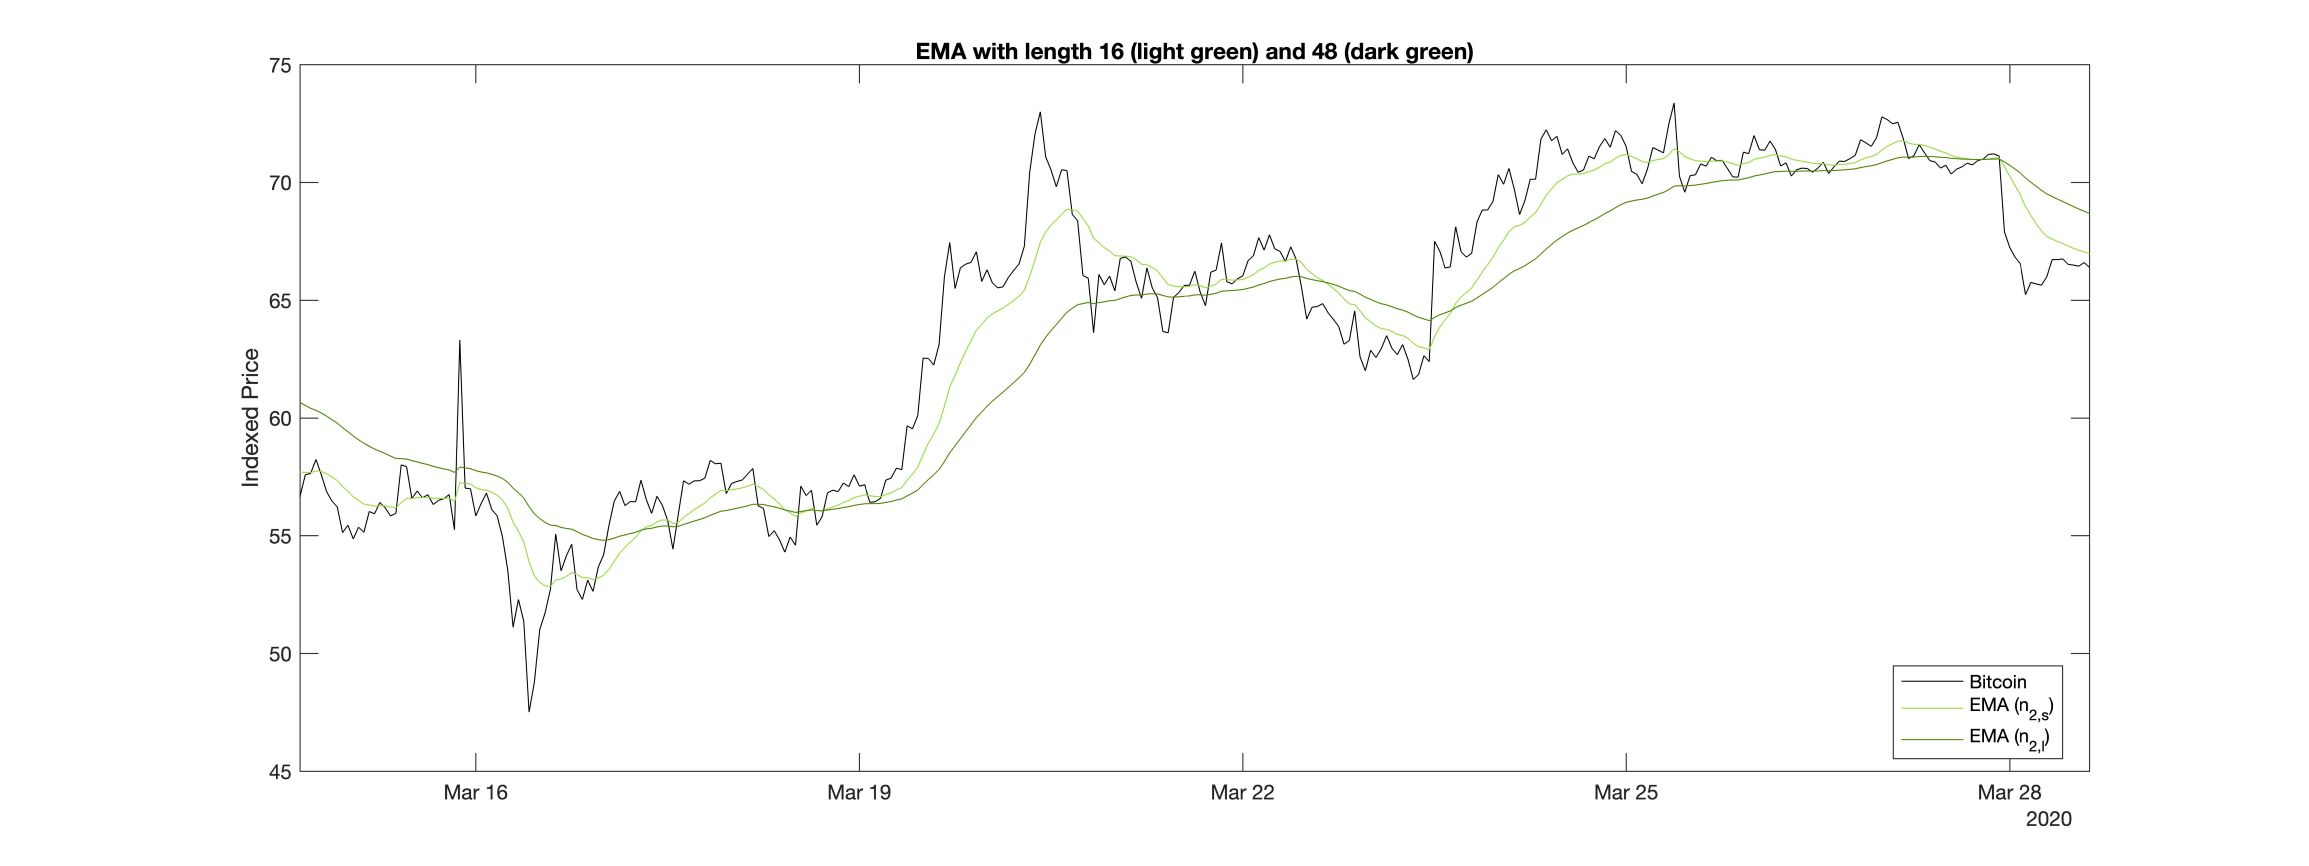 EMA with length 16 (light green) and 48 (dark green)
Indexed Price
75
70
65
60
55
50
45
Mar 16 Mar 19 Mar 22 Mar 25 Mar 28
2020
Bitcoin
EMA (n2,s)
EMA (n2,l)